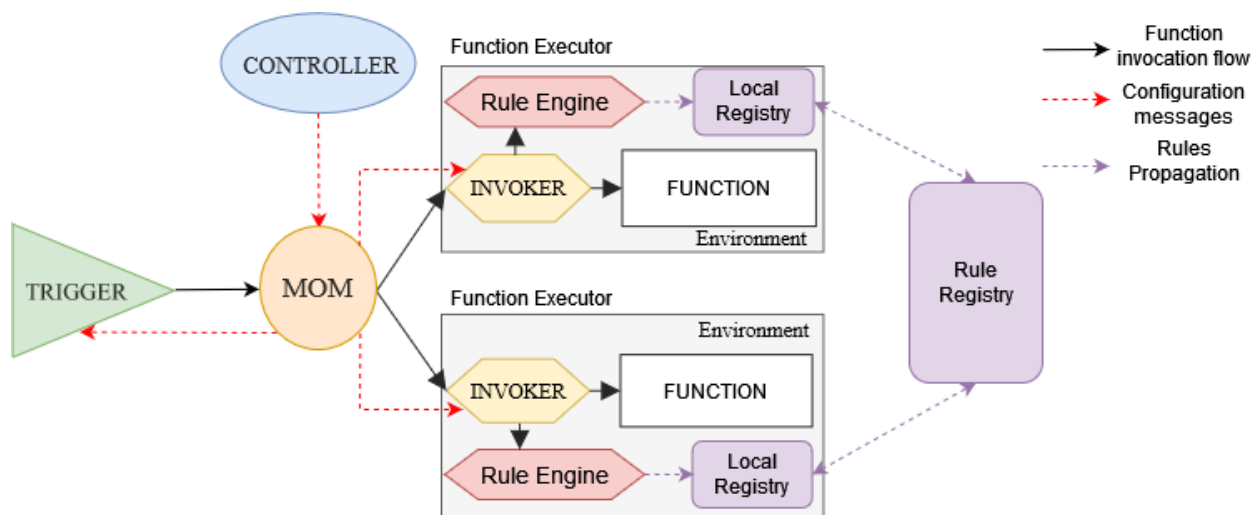 CONTROLLER
TRIGGER
MOM
Function Executor
Rule Engine
Local
Registry
INVOKER
FUNCTION
Environment
Function Executor
Environment
INVOKER
FUNCTION
Rule Engine
Local
Registry
Rule
Registry
Function
invocation flow
Configuration
messages
Rules
Propagation